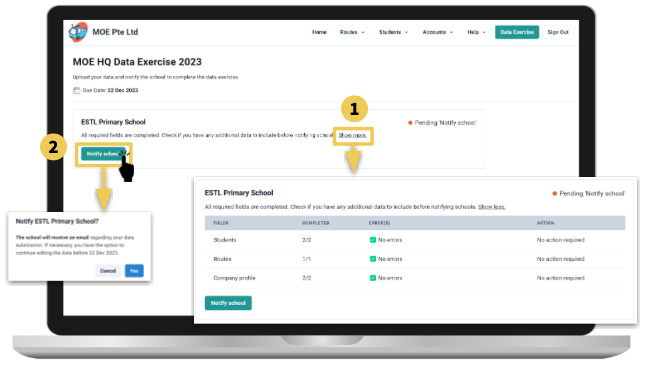 MOE Pte Ltd
Home Routes Students Accounts Help Data Exercise Sign Out
MOE HQ Data Exercise 2023
Upload your data and notify the school to complete the data exercise.
Due Date: 22 Dec 2023
1
ESTL Primary School
Pending 'Notify school'
All required fields are completed. Check if you have any additional data to include before notifying school. Show more.
2
Notify school
ESTL Primary School
Pending 'Notify school'
All required fields are completed. Check if you have any additional data to include before notifying schools. Show less.
FIELDS COMPLETED ERROR(S) ACTION
Students 2/2 No errors No action required
Routes 1/1 No errors No action required
Company profile 2/2 No errors No action required
Notify school
Notify ESTL Primary School?
The school will receive an email regarding your data
submission. If necessary, you have the option to
continue editing the data before 22 Dec 2023.
Cancel Yes